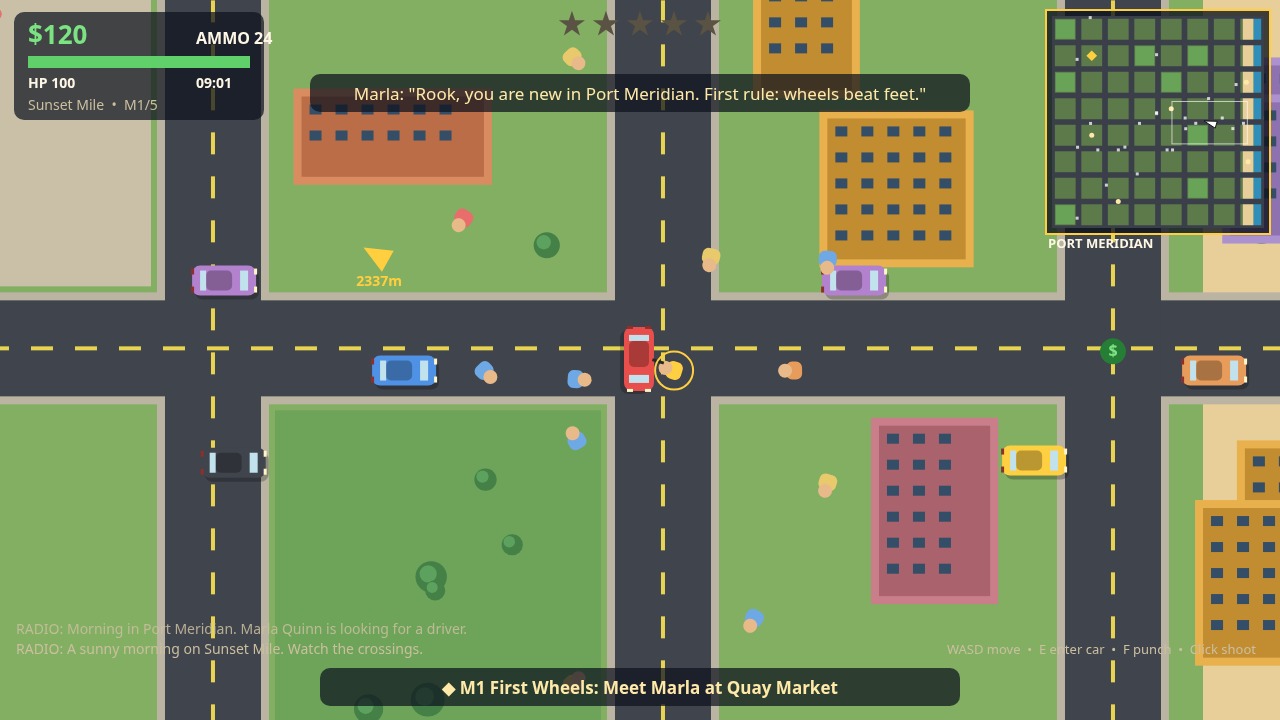 $120
AMMO 24
HP 100
09:01
Sunset Mile • M1/5
Marla: "Rook, you are new in Port Meridian. First rule: wheels beat feet."
PORT MERIDIAN
2337m
$
RADIO: Morning in Port Meridian. Marla Quinn is looking for a driver.
RADIO: A sunny morning on Sunset Mile. Watch the crossings.
WASD move • E enter car • F punch • Click shoot
◆ M1 First Wheels: Meet Marla at Quay Market